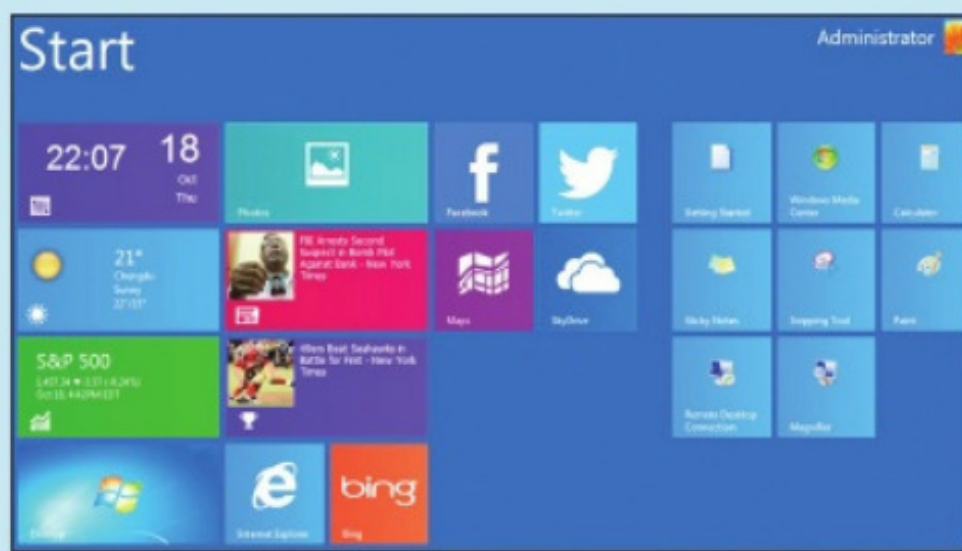 Start
Administrator
22:07
18
Oct
Thu
Photos
Facebook
Twitter
Getting Started
Windows Media
Center
Calculator
21°
Chengdu
Sunny
FBI Arrests Second
Suspect in Bomb Plot
Against Bank - New York
Times
Maps
SkyDrive
Sticky Notes
Snipping Tool
Paint
S&P 500
49ers Beat Seahawks in
Battle for First - New York
Times
Remote Desktop
Connection
Magnifier
Desktop
Internet Explorer
bing
Bing